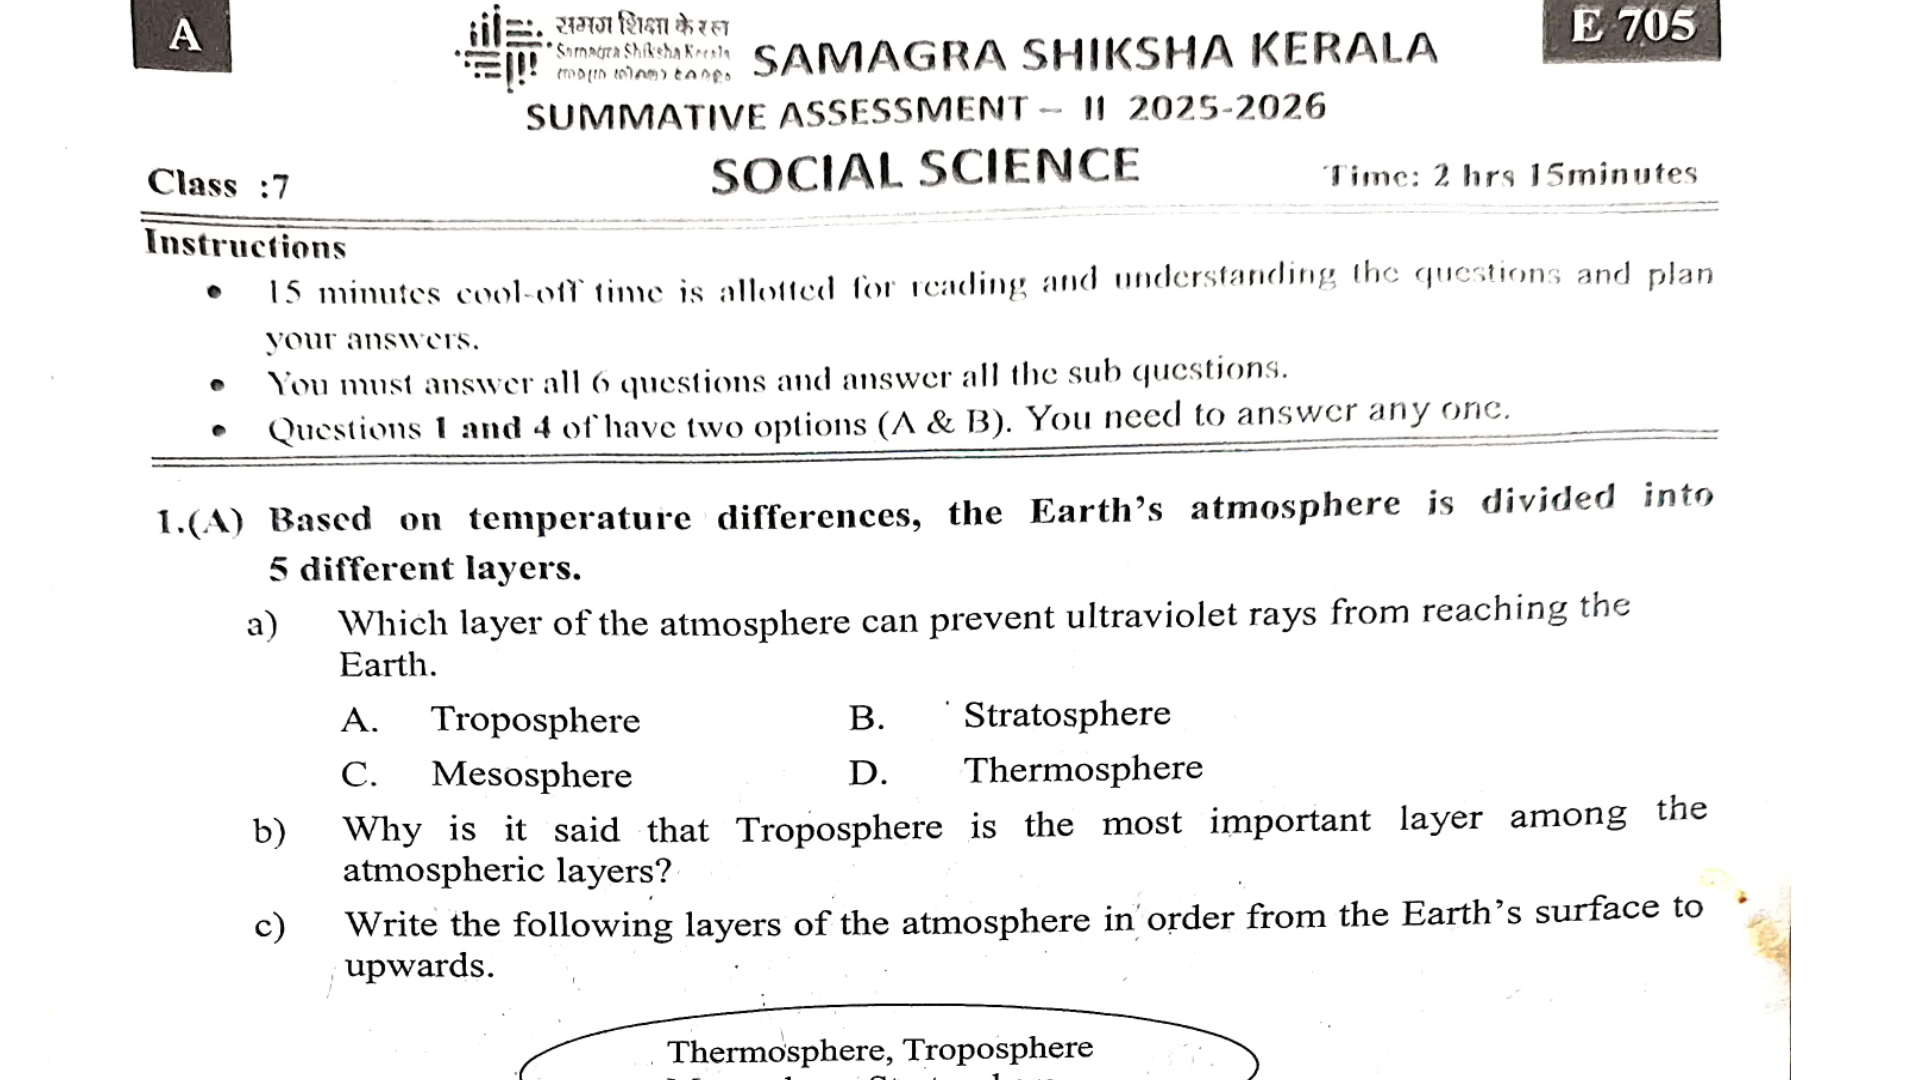 A
E 705
समग्र शिक्षा केरल
Samagra Shiksha Kerala
SAMAGRA SHIKSHA KERALA
SUMMATIVE ASSESSMENT – II 2025-2026
SOCIAL SCIENCE
Class :7
Time: 2 hrs 15minutes
Instructions
• 15 minutes cool-off time is allotted for reading and understanding the questions and plan
your answers.
• You must answer all 6 questions and answer all the sub questions.
• Questions 1 and 4 of have two options (A & B). You need to answer any one.
1.(A) Based on temperature differences, the Earth's atmosphere is divided into
5 different layers.
a) Which layer of the atmosphere can prevent ultraviolet rays from reaching the
Earth.
A. Troposphere B. Stratosphere
C. Mesosphere D. Thermosphere
b) Why is it said that Troposphere is the most important layer among the
atmospheric layers?
c) Write the following layers of the atmosphere in order from the Earth's surface to
upwards.
Thermosphere, Troposphere